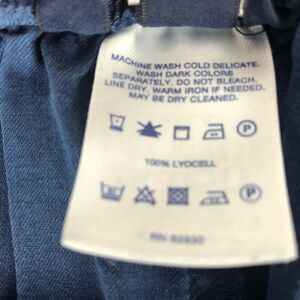 MACHINE WASH COLD DELICATE.
WASH DARK COLORS
SEPARATELY. DO NOT BLEACH.
LINE DRY. WARM IRON IF NEEDED.
MAY BE DRY CLEANED.
P
100% LYOCELL
P
RN